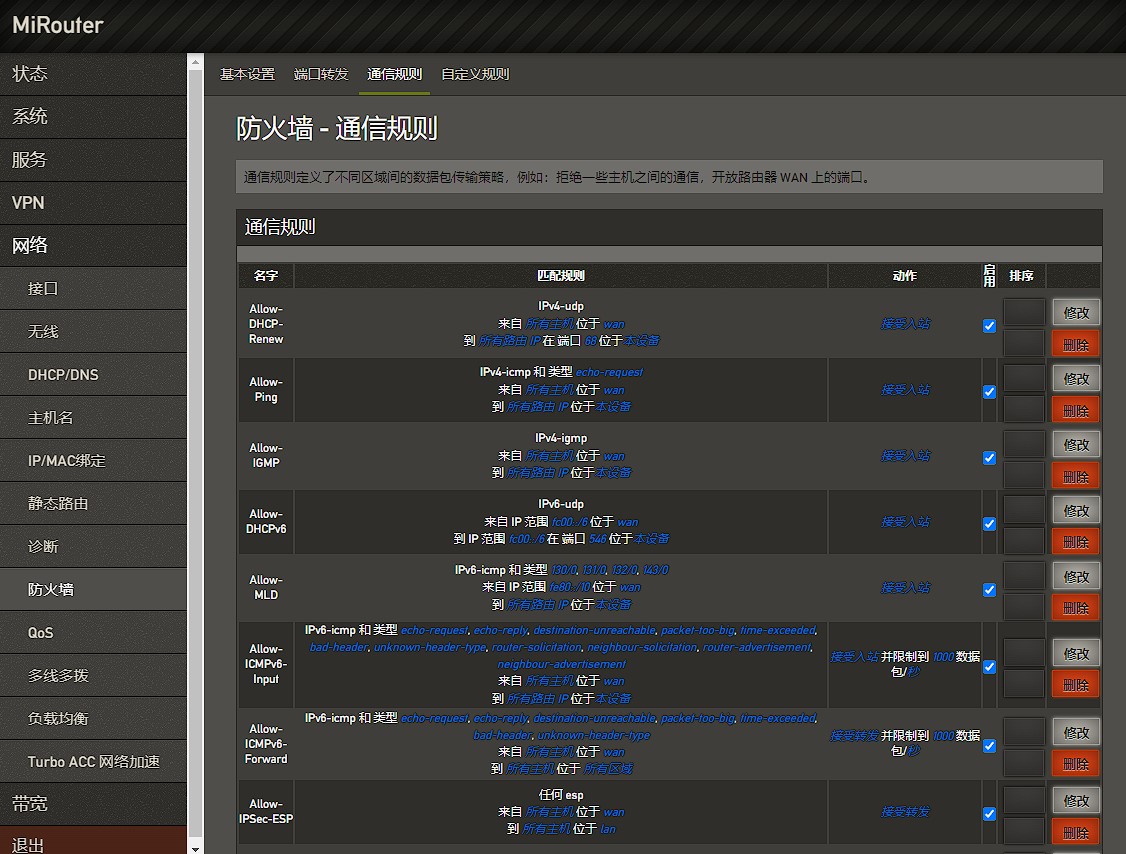 MiRouter
状态
系统
服务
VPN
网络
接口
无线
DHCP/DNS
主机名
IP/MAC绑定
静态路由
诊断
防火墙
QoS
多线多拨
负载均衡
Turbo ACC 网络加速
带宽
退出
基本设置 端口转发 通信规则 自定义规则
防火墙 - 通信规则
通信规则定义了不同区域间的数据包传输策略，例如：拒绝一些主机之间的通信，开放路由器 WAN 上的端口。
通信规则
名字 匹配规则 动作 启用 排序
Allow-
DHCP-
Renew
IPv4-udp
来自 所有主机 位于 wan
到 所有路由 IP 在 端口 68 位于本设备
接受入站
修改
删除
Allow-
Ping
IPv4-icmp 和 类型 echo-request
来自 所有主机 位于 wan
到 所有路由 IP 位于本设备
接受入站
修改
删除
Allow-
IGMP
IPv4-igmp
来自 所有主机 位于 wan
到 所有路由 IP 位于本设备
接受入站
修改
删除
Allow-
DHCPv6
IPv6-udp
来自 IP 范围 fc00::/6 位于 wan
到 IP 范围 fc00::/6 在 端口 546 位于本设备
接受入站
修改
删除
Allow-
MLD
IPv6-icmp 和 类型 130/0, 131/0, 132/0, 143/0
来自 IP 范围 fe80::/10 位于 wan
到 所有路由 IP 位于本设备
接受入站
修改
删除
Allow-
ICMPv6-
Input
IPv6-icmp 和 类型 echo-request, echo-reply, destination-unreachable, packet-too-big, time-exceeded,
bad-header, unknown-header-type, router-solicitation, neighbour-solicitation, router-advertisement,
neighbour-advertisement
来自 所有主机 位于 wan
到 所有路由 IP 位于本设备
接受入站 并限制到 1000 数据
包/秒
修改
删除
Allow-
ICMPv6-
Forward
IPv6-icmp 和 类型 echo-request, echo-reply, destination-unreachable, packet-too-big, time-exceeded,
bad-header, unknown-header-type
来自 所有主机 位于 wan
到 所有主机 位于 所有区域
接受转发 并限制到 1000 数据
包/秒
修改
删除
Allow-
IPSec-ESP
任何 esp
来自 所有主机 位于 wan
到 所有主机 位于 lan
接受转发
修改
删除